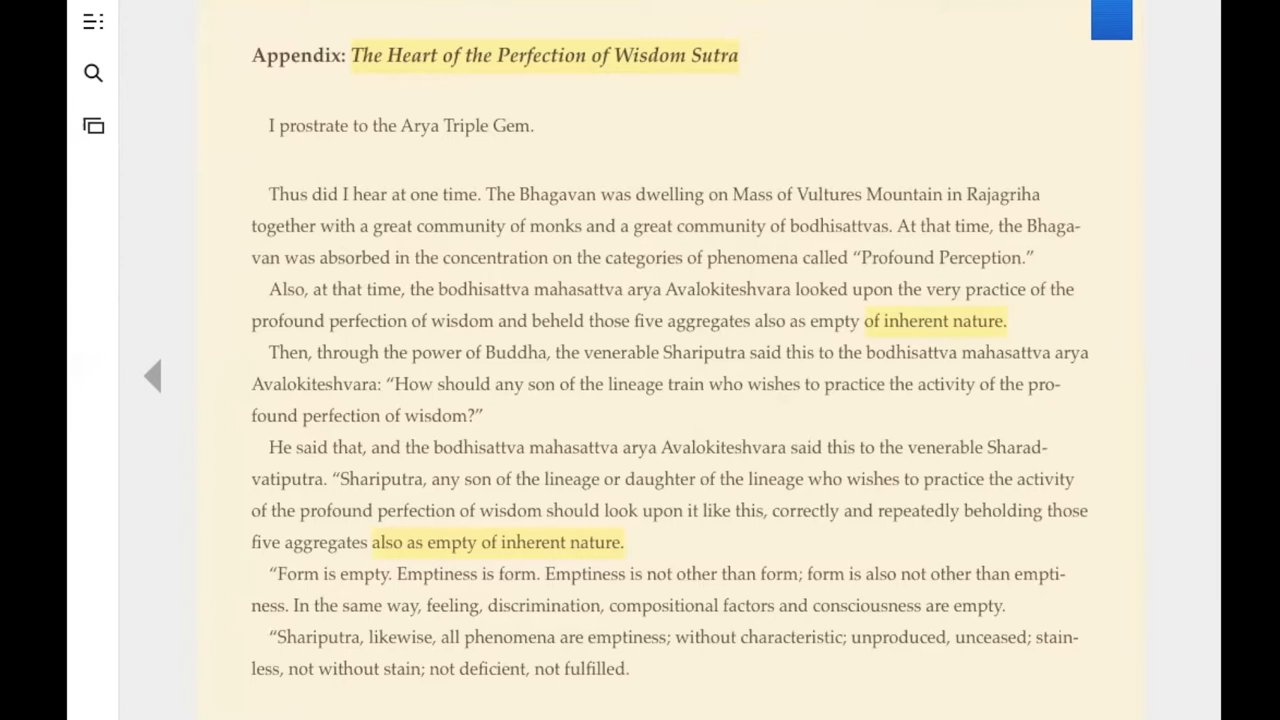 Appendix: The Heart of the Perfection of Wisdom Sutra
I prostrate to the Arya Triple Gem.
Thus did I hear at one time. The Bhagavan was dwelling on Mass of Vultures Mountain in Rajagriha
together with a great community of monks and a great community of bodhisattvas. At that time, the Bhaga-
van was absorbed in the concentration on the categories of phenomena called “Profound Perception.”
Also, at that time, the bodhisattva mahasattva arya Avalokiteshvara looked upon the very practice of the
profound perfection of wisdom and beheld those five aggregates also as empty of inherent nature.
Then, through the power of Buddha, the venerable Shariputra said this to the bodhisattva mahasattva arya
Avalokiteshvara: “How should any son of the lineage train who wishes to practice the activity of the pro-
found perfection of wisdom?”
He said that, and the bodhisattva mahasattva arya Avalokiteshvara said this to the venerable Sharad-
vatiputra. “Shariputra, any son of the lineage or daughter of the lineage who wishes to practice the activity
of the profound perfection of wisdom should look upon it like this, correctly and repeatedly beholding those
five aggregates also as empty of inherent nature.
“Form is empty. Emptiness is form. Emptiness is not other than form; form is also not other than empti-
ness. In the same way, feeling, discrimination, compositional factors and consciousness are empty.
“Shariputra, likewise, all phenomena are emptiness; without characteristic; unproduced, unceased; stain-
less, not without stain; not deficient, not fulfilled.